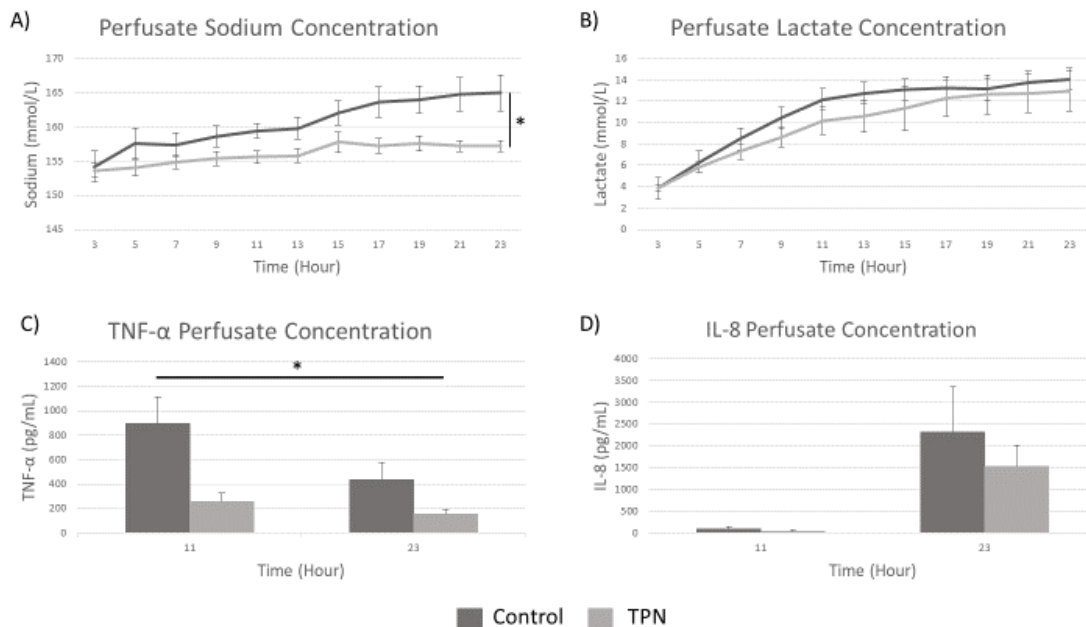 A)
Perfusate Sodium Concentration
170
165
160
155
150
145
Sodium (mmol/L)
*
3 5 7 9 11 13 15 17 19 21 23
Time (Hour)
B)
Perfusate Lactate Concentration
16
14
12
10
8
6
4
2
0
Lactate (mmol/L)
3 5 7 9 11 13 15 17 19 21 23
Time (Hour)
C)
TNF-α Perfusate Concentration
1400
1200
1000
800
600
400
200
0
TNF-α (pg/mL)
*
11 23
Time (Hour)
D)
IL-8 Perfusate Concentration
4000
3500
3000
2500
2000
1500
1000
500
0
IL-8 (pg/mL)
11 23
Time (Hour)
Control TPN